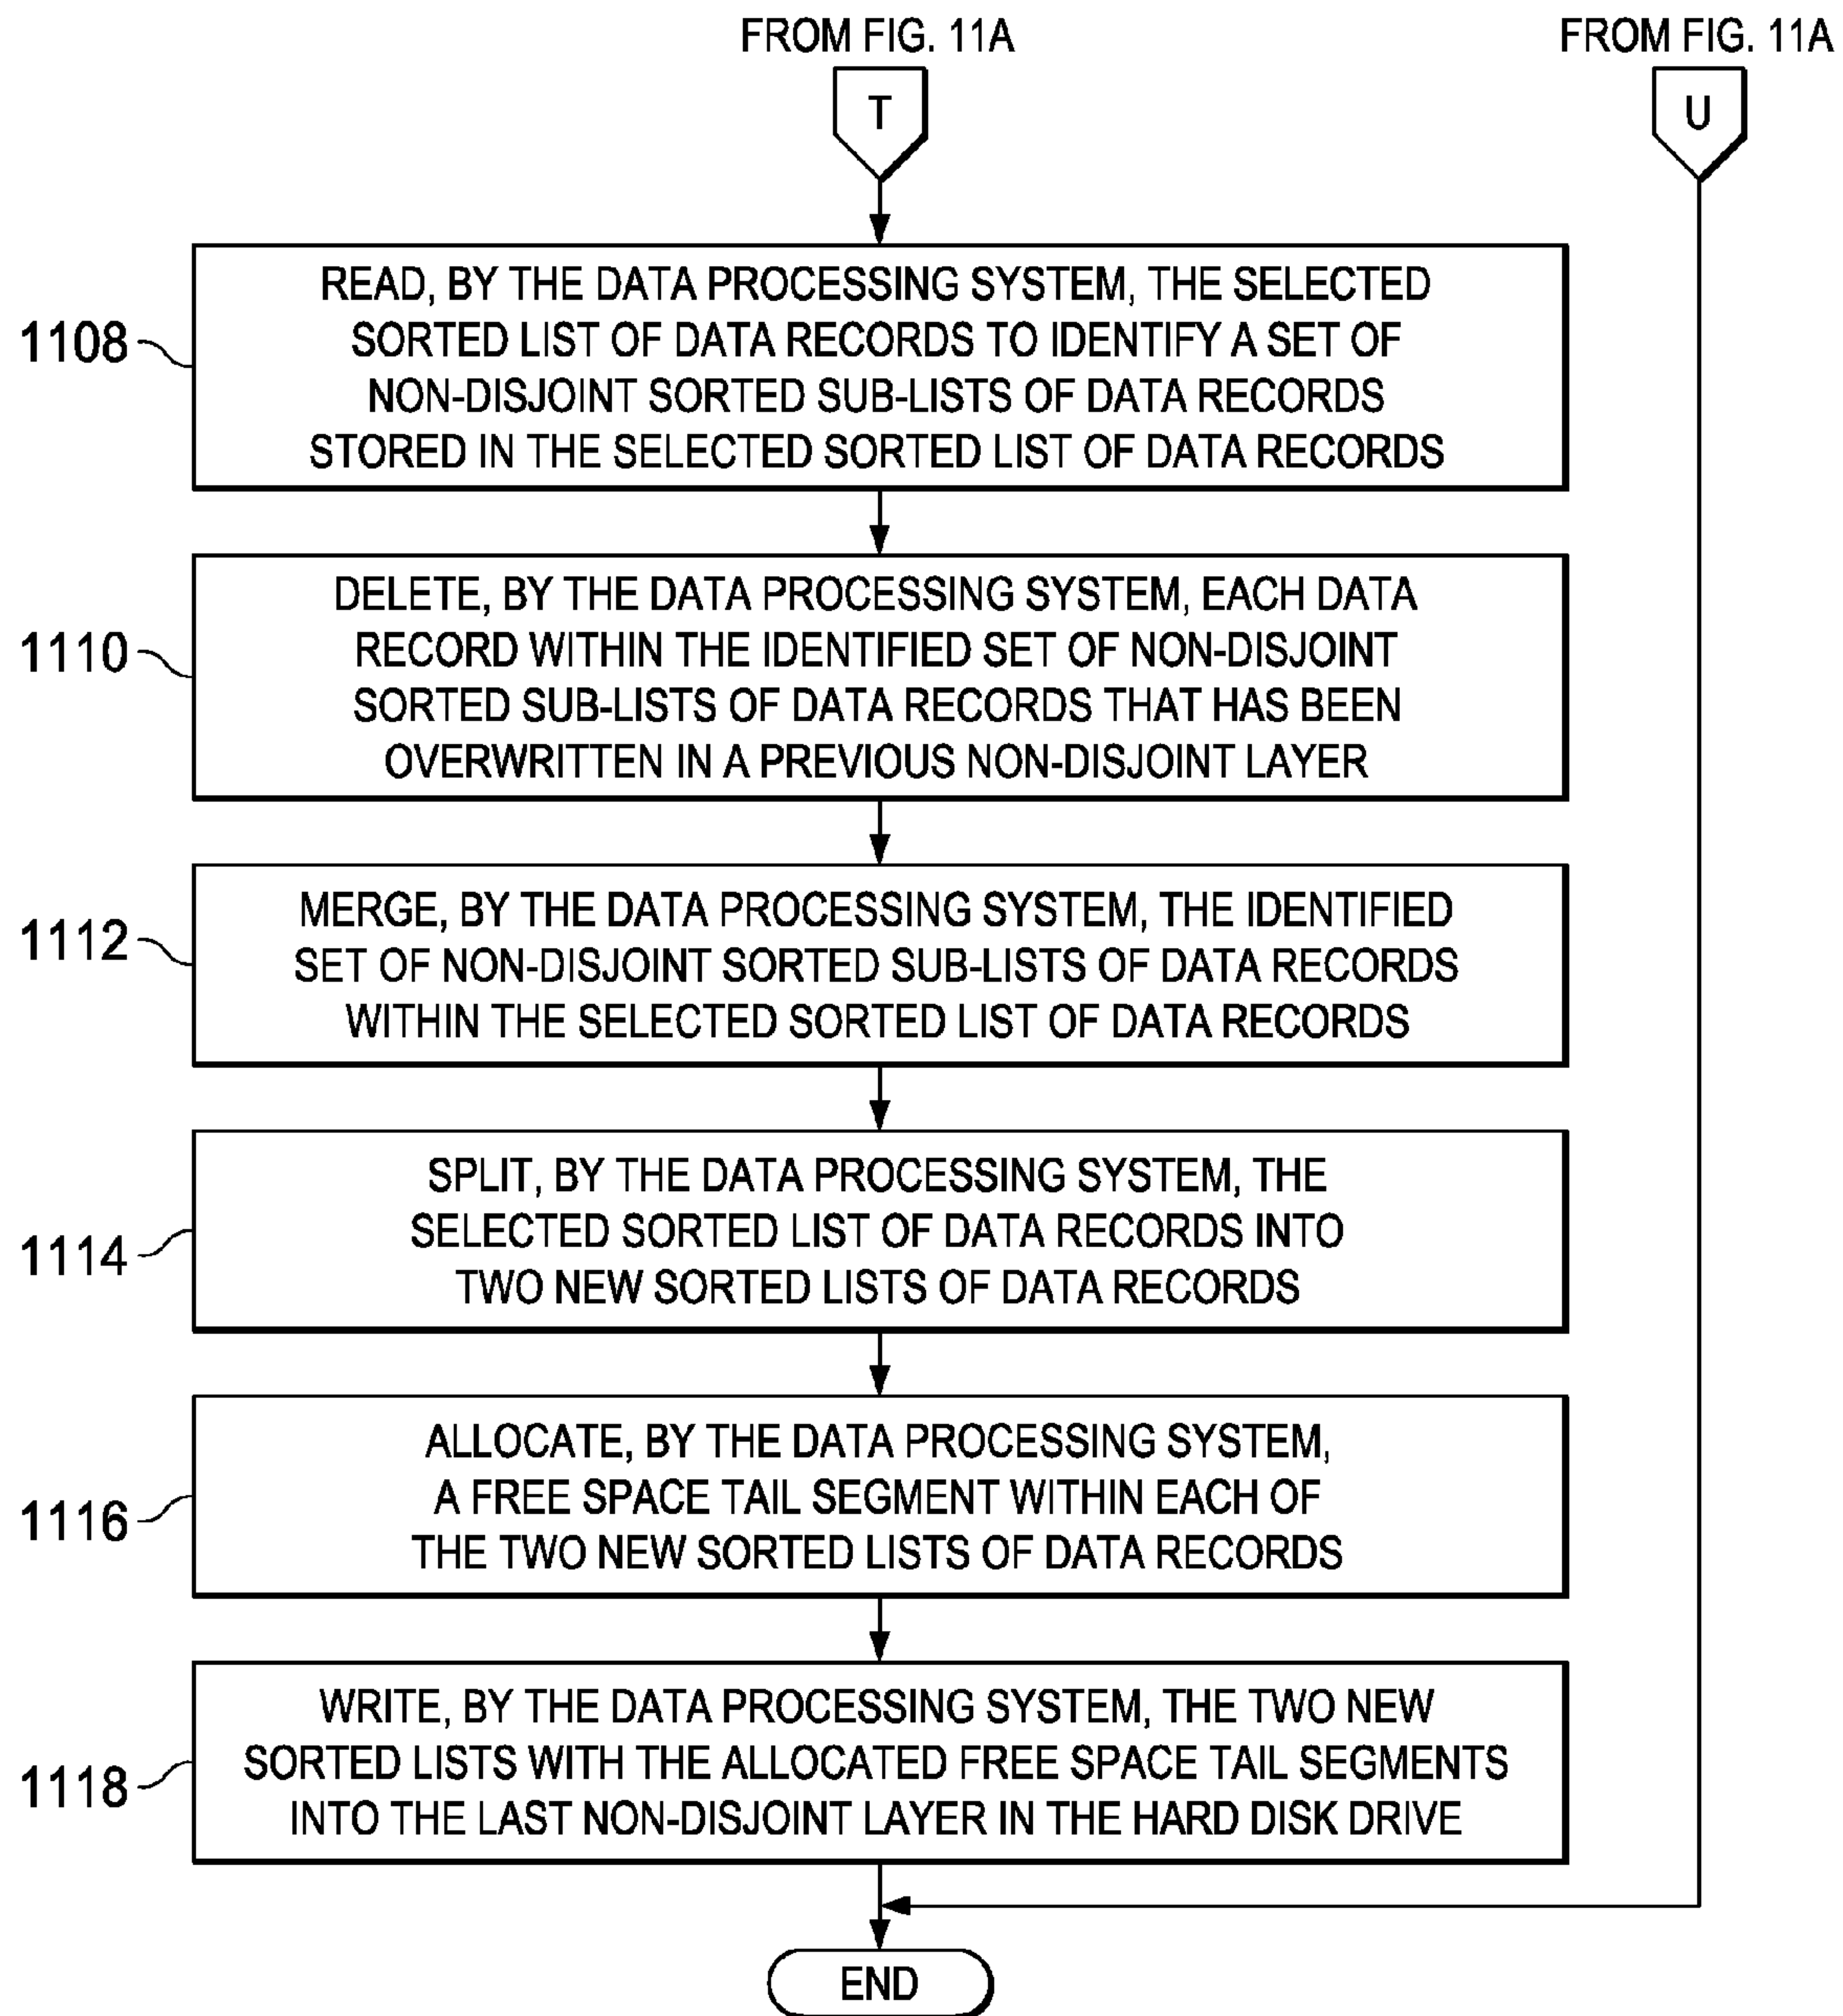 FROM FIG. 11A
FROM FIG. 11A
T
U
1108
READ, BY THE DATA PROCESSING SYSTEM, THE SELECTED
SORTED LIST OF DATA RECORDS TO IDENTIFY A SET OF
NON-DISJOINT SORTED SUB-LISTS OF DATA RECORDS
STORED IN THE SELECTED SORTED LIST OF DATA RECORDS
1110
DELETE, BY THE DATA PROCESSING SYSTEM, EACH DATA
RECORD WITHIN THE IDENTIFIED SET OF NON-DISJOINT
SORTED SUB-LISTS OF DATA RECORDS THAT HAS BEEN
OVERWRITTEN IN A PREVIOUS NON-DISJOINT LAYER
1112
MERGE, BY THE DATA PROCESSING SYSTEM, THE IDENTIFIED
SET OF NON-DISJOINT SORTED SUB-LISTS OF DATA RECORDS
WITHIN THE SELECTED SORTED LIST OF DATA RECORDS
1114
SPLIT, BY THE DATA PROCESSING SYSTEM, THE
SELECTED SORTED LIST OF DATA RECORDS INTO
TWO NEW SORTED LISTS OF DATA RECORDS
1116
ALLOCATE, BY THE DATA PROCESSING SYSTEM,
A FREE SPACE TAIL SEGMENT WITHIN EACH OF
THE TWO NEW SORTED LISTS OF DATA RECORDS
1118
WRITE, BY THE DATA PROCESSING SYSTEM, THE TWO NEW
SORTED LISTS WITH THE ALLOCATED FREE SPACE TAIL SEGMENTS
INTO THE LAST NON-DISJOINT LAYER IN THE HARD DISK DRIVE
END